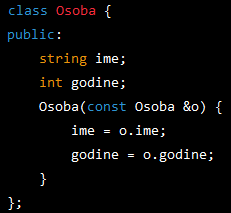 class Osoba {
public:
    string ime;
    int godine;
    Osoba(const Osoba &o) {
        ime = o.ime;
        godine = o.godine;
    }
};